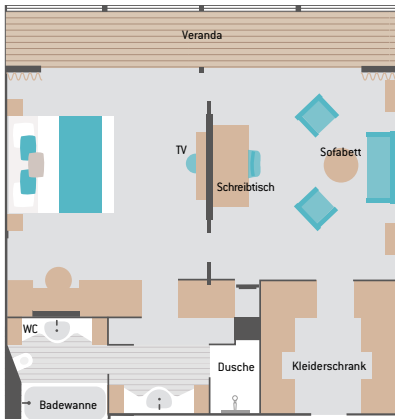 Veranda
TV
Sofabett
Schreibtisch
WC
Dusche
Kleiderschrank
Badewanne